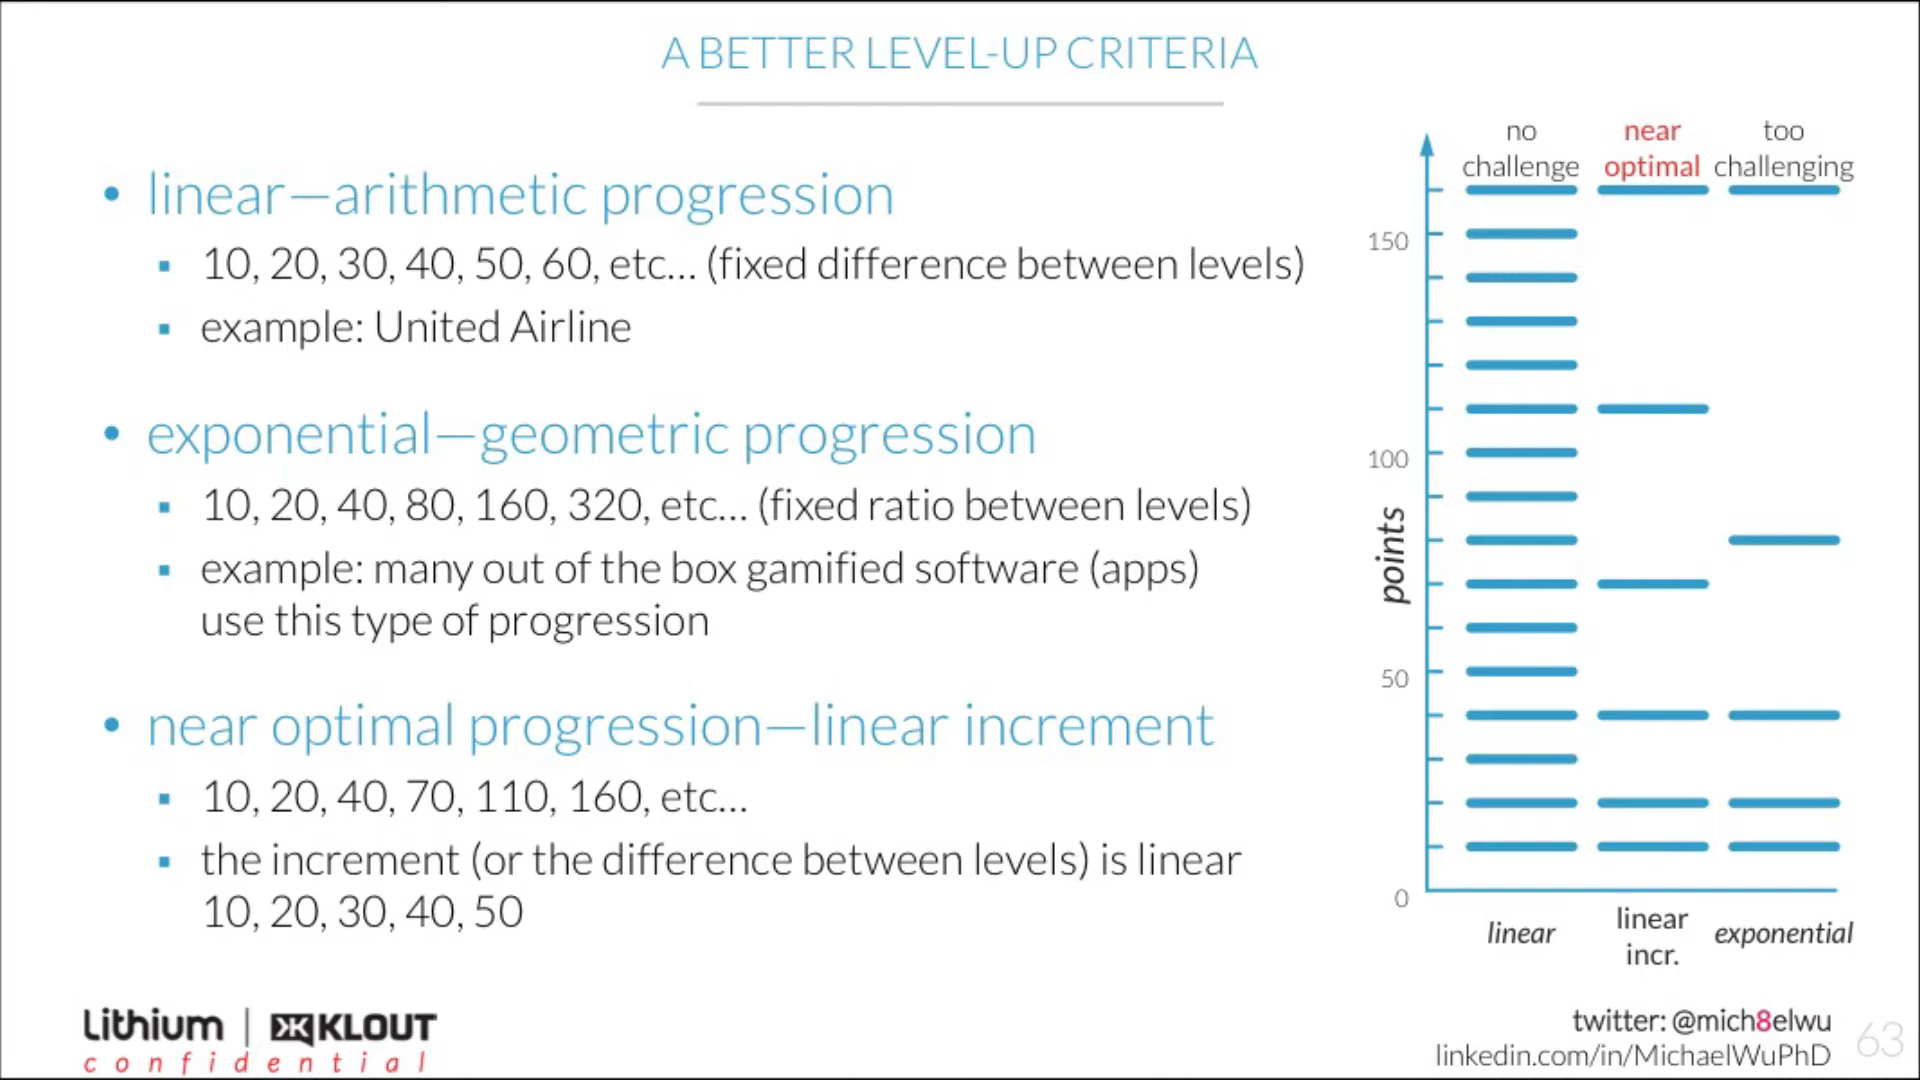 A BETTER LEVEL-UP CRITERIA
• linear—arithmetic progression
▪ 10, 20, 30, 40, 50, 60, etc... (fixed difference between levels)
▪ example: United Airline
• exponential—geometric progression
▪ 10, 20, 40, 80, 160, 320, etc... (fixed ratio between levels)
▪ example: many out of the box gamified software (apps)
use this type of progression
• near optimal progression—linear increment
▪ 10, 20, 40, 70, 110, 160, etc...
▪ the increment (or the difference between levels) is linear
10, 20, 30, 40, 50
no
challenge
near
optimal
too
challenging
150
100
50
0
points
linear
linear
incr.
exponential
Lithium | KLOUT
confidential
twitter: @mich8elwu
linkedin.com/in/MichaelWuPhD
63